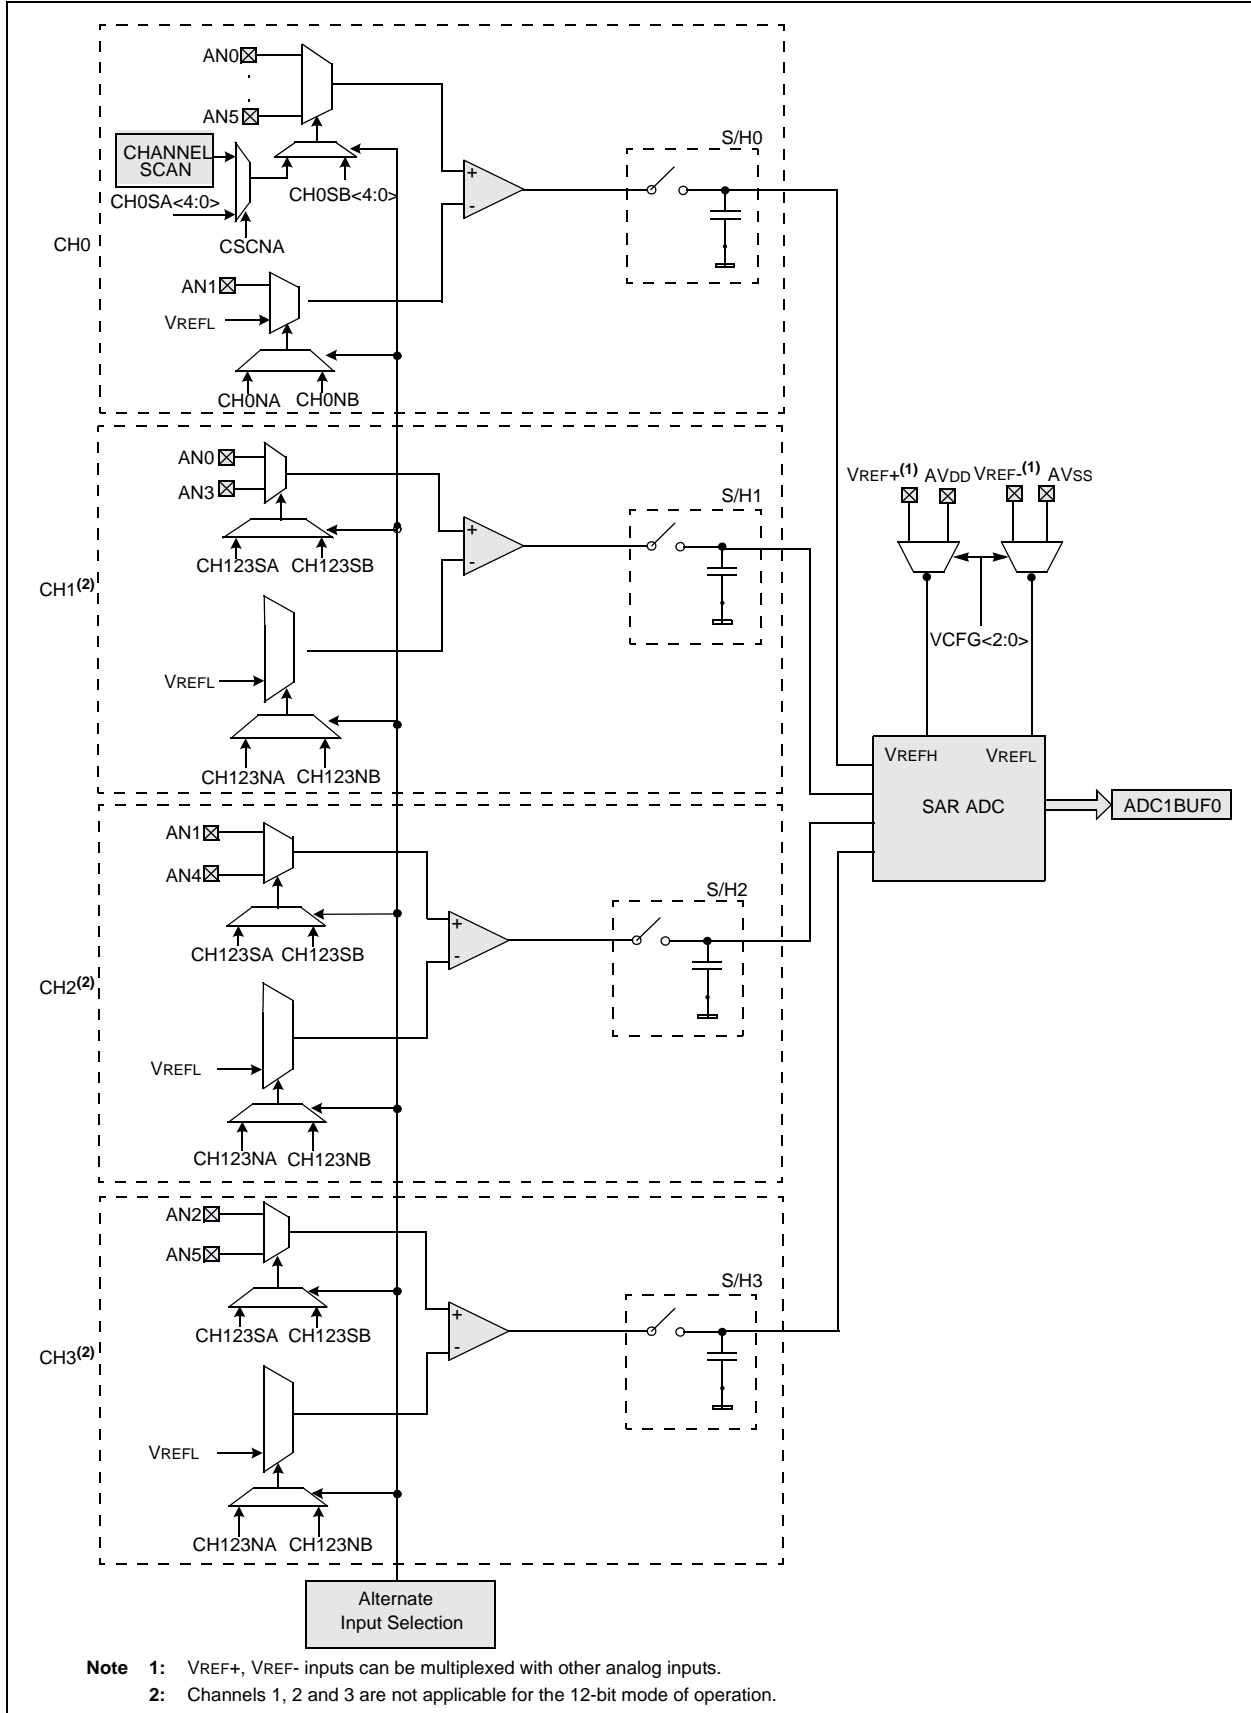 AN0
.
.
AN5
CHANNEL
SCAN
CH0SA<4:0>
CSCNA
CH0SB<4:0>
+
-
S/H0
CH0
AN1
VREFL
CH0NA CH0NB
AN0
AN3
CH123SA CH123SB
+
-
S/H1
CH1(2)
VREFL
CH123NA CH123NB
VREF+(1) AVDD VREF-(1) AVSS
VCFG<2:0>
VREFH VREFL
SAR ADC
ADC1BUF0
AN1
AN4
CH123SA CH123SB
+
-
S/H2
CH2(2)
VREFL
CH123NA CH123NB
AN2
AN5
CH123SA CH123SB
+
-
S/H3
CH3(2)
VREFL
CH123NA CH123NB
Alternate
Input Selection
Note 1: VREF+, VREF- inputs can be multiplexed with other analog inputs.
2: Channels 1, 2 and 3 are not applicable for the 12-bit mode of operation.